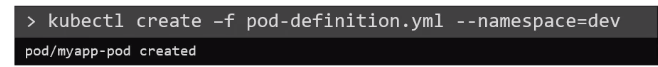 > kubectl create –f pod-definition.yml --namespace=dev
pod/myapp-pod created